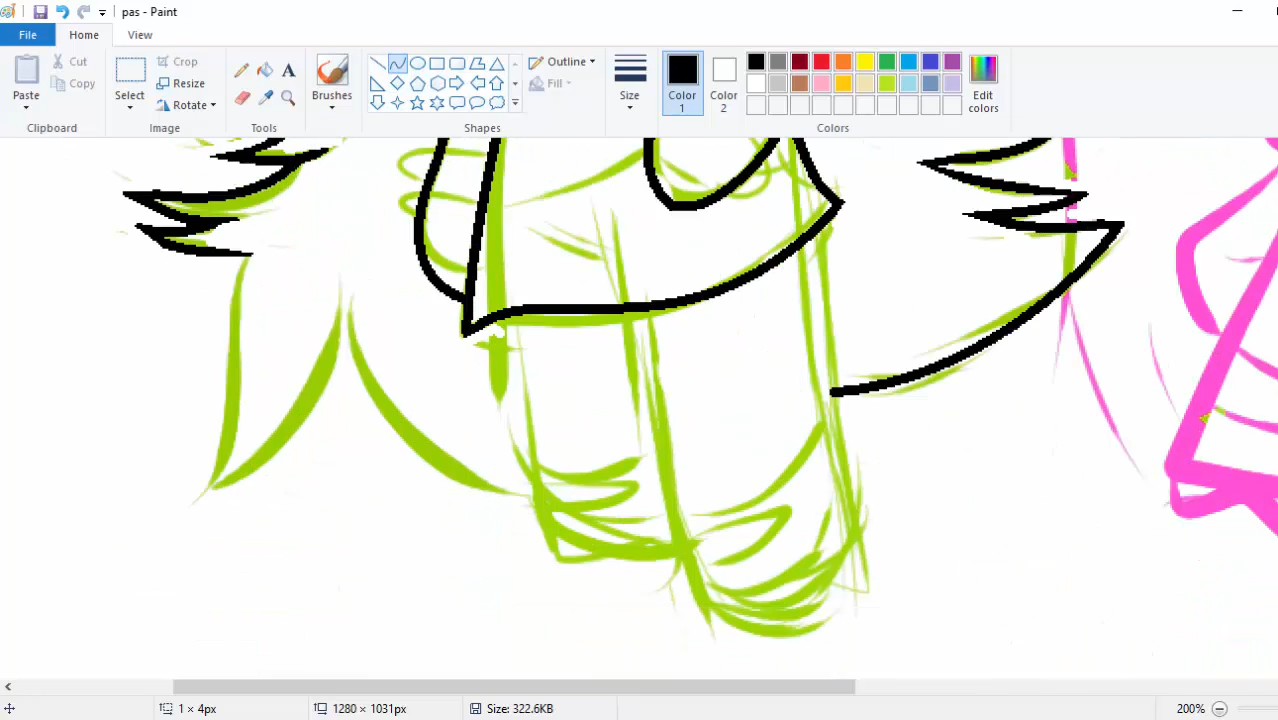 pas - Paint
File
Home
View
Paste
Cut
Copy
Clipboard
Select
Crop
Resize
Rotate
Image
A
Tools
Brushes
Outline
Fill
Shapes
Size
Color 1
Color 2
Edit colors
Colors
1 × 4px
1280 × 1031px
Size: 322.6KB
200%